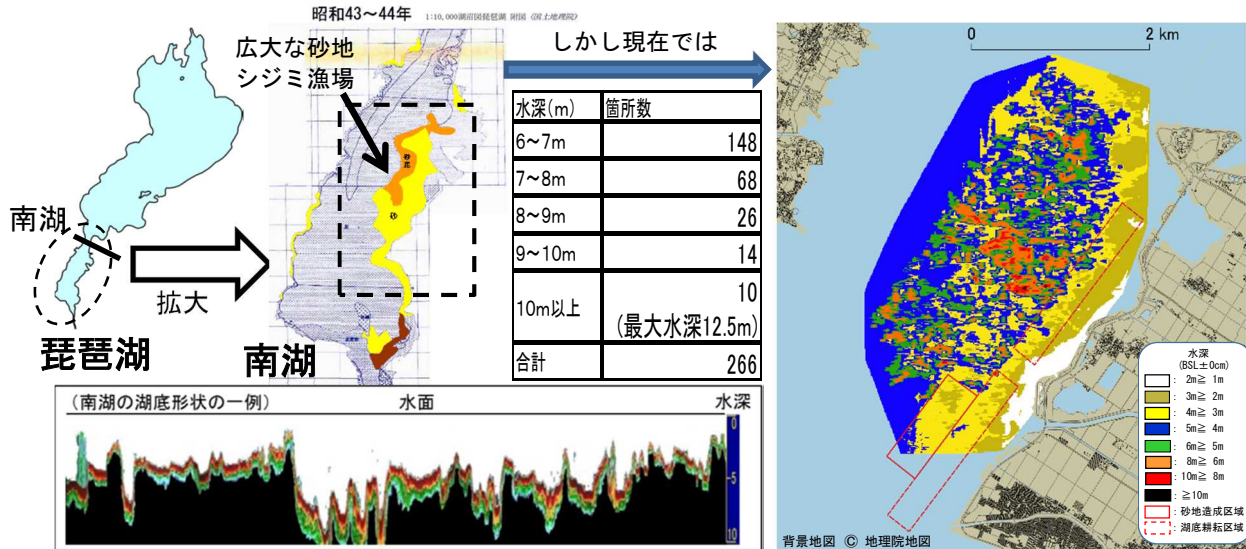 昭和43～44年
1:10,000湖沼図琵琶湖 附図 (国土地理院)
広大な砂地
シジミ漁場
南湖
拡大
琵琶湖
南湖
しかし現在では
水深(m) 箇所数
6～7m 148
7～8m 68
8～9m 26
9～10m 14
10m以上 10
(最大水深12.5m)
合計 266
(南湖の湖底形状の一例) 水面 水深
0
-5
10
0 2 km
水深
(BSL±0cm)
: 2m≧ 1m
: 3m≧ 2m
: 4m≧ 3m
: 5m≧ 4m
: 6m≧ 5m
: 8m≧ 6m
: 10m≧ 8m
: ≧10m
: 砂地造成区域
: 湖底耕耘区域
背景地図 © 地理院地図